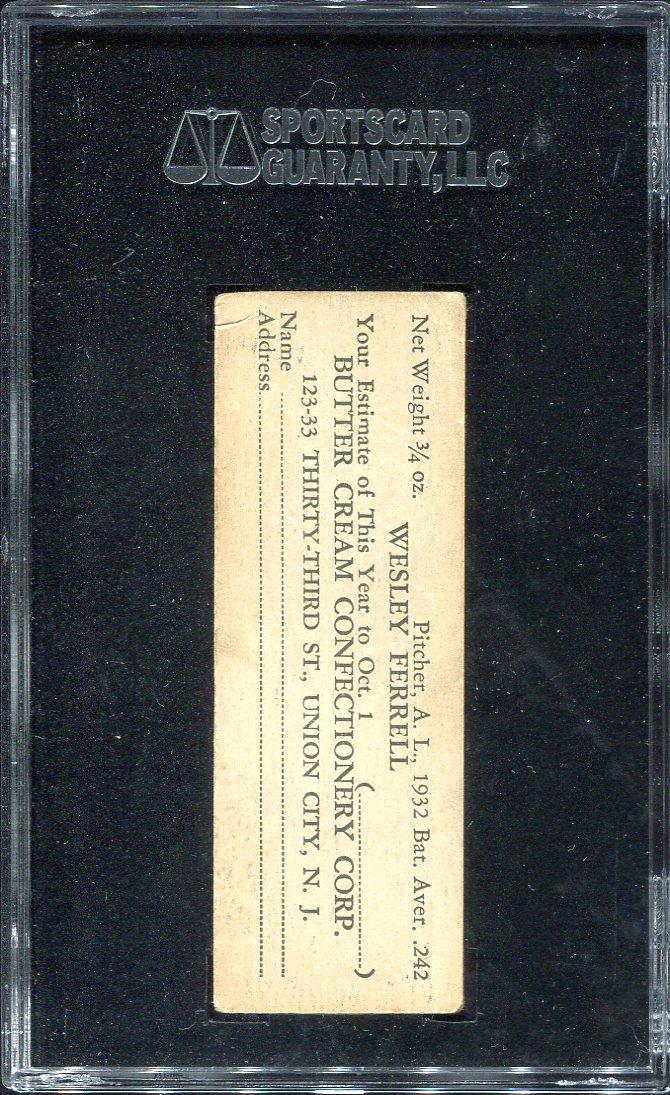 SPORTSCARD
GUARANTY, LLC
Net Weight ¾ oz. Pitcher, A. L., 1932 Bat. Aver. .242
WESLEY FERRELL
Your Estimate of This Year to Oct. 1 (....................)
BUTTER CREAM CONFECTIONERY CORP.
123-33 THIRTY-THIRD ST., UNION CITY, N. J.
Name ....................
Address....................